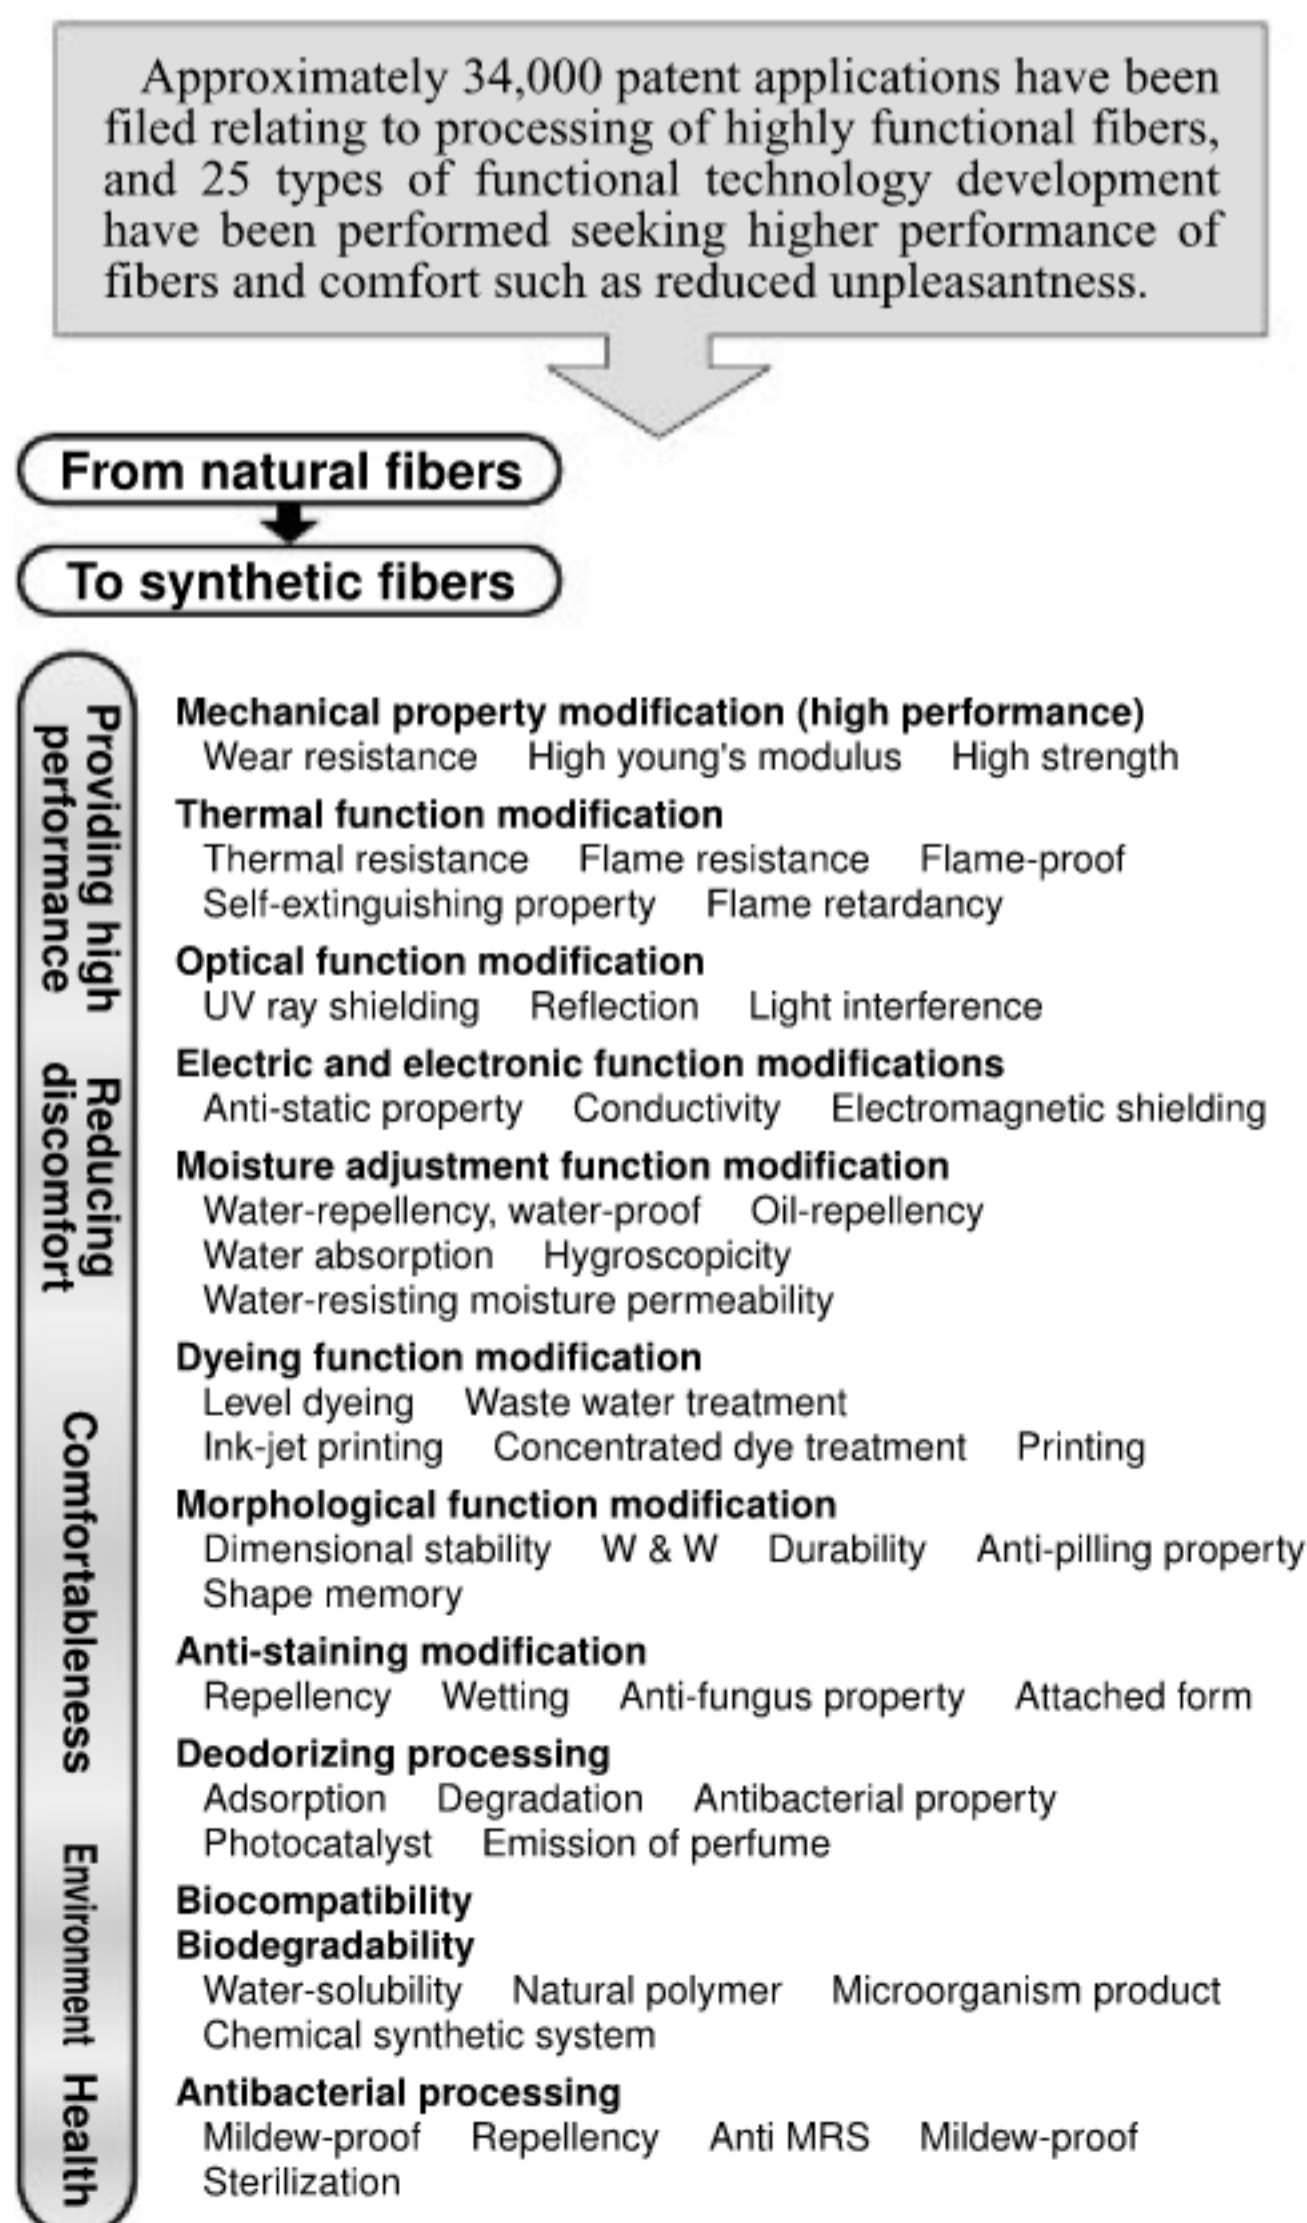 Approximately 34,000 patent applications have been
filed relating to processing of highly functional fibers,
and 25 types of functional technology development
have been performed seeking higher performance of
fibers and comfort such as reduced unpleasantness.
From natural fibers
To synthetic fibers
Providing high
performance
Reducing
discomfort
Comfortableness
Environment
Health
Mechanical property modification (high performance)
Wear resistance High young's modulus High strength
Thermal function modification
Thermal resistance Flame resistance Flame-proof
Self-extinguishing property Flame retardancy
Optical function modification
UV ray shielding Reflection Light interference
Electric and electronic function modifications
Anti-static property Conductivity Electromagnetic shielding
Moisture adjustment function modification
Water-repellency, water-proof Oil-repellency
Water absorption Hygroscopicity
Water-resisting moisture permeability
Dyeing function modification
Level dyeing Waste water treatment
Ink-jet printing Concentrated dye treatment Printing
Morphological function modification
Dimensional stability W & W Durability Anti-pilling property
Shape memory
Anti-staining modification
Repellency Wetting Anti-fungus property Attached form
Deodorizing processing
Adsorption Degradation Antibacterial property
Photocatalyst Emission of perfume
Biocompatibility
Biodegradability
Water-solubility Natural polymer Microorganism product
Chemical synthetic system
Antibacterial processing
Mildew-proof Repellency Anti MRS Mildew-proof
Sterilization